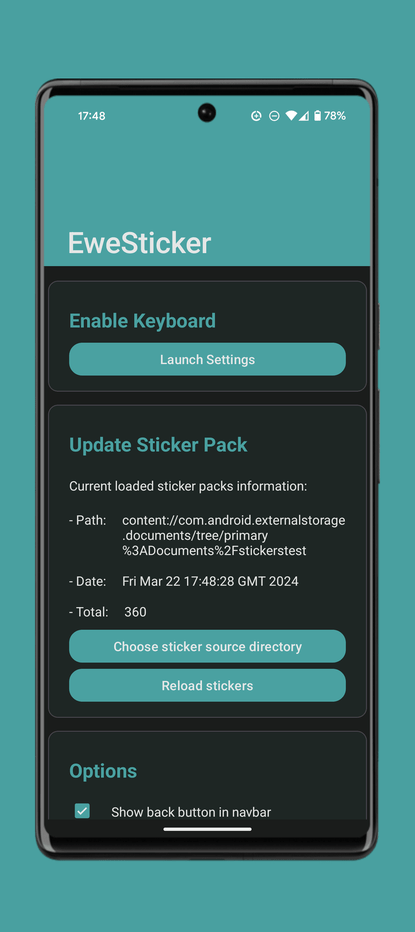 17:48
78%
EweSticker
Enable Keyboard
Launch Settings
Update Sticker Pack
Current loaded sticker packs information:
- Path: content://com.android.externalstorage
.documents/tree/primary
%3ADocuments%2Fstickerstest
- Date: Fri Mar 22 17:48:28 GMT 2024
- Total: 360
Choose sticker source directory
Reload stickers
Options
Show back button in navbar